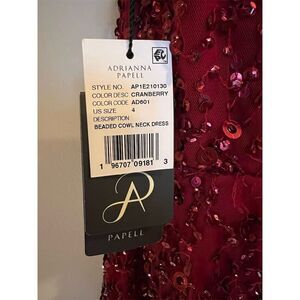 ADRIANNA
PAPELL
STYLE NO. AP1E210130
COLOR DESC CRANBERRY
COLOR CODE AD601
US SIZE 4
DESCRIPTION
BEADED COWL NECK DRESS
1 96707 09181 3
PAPELL